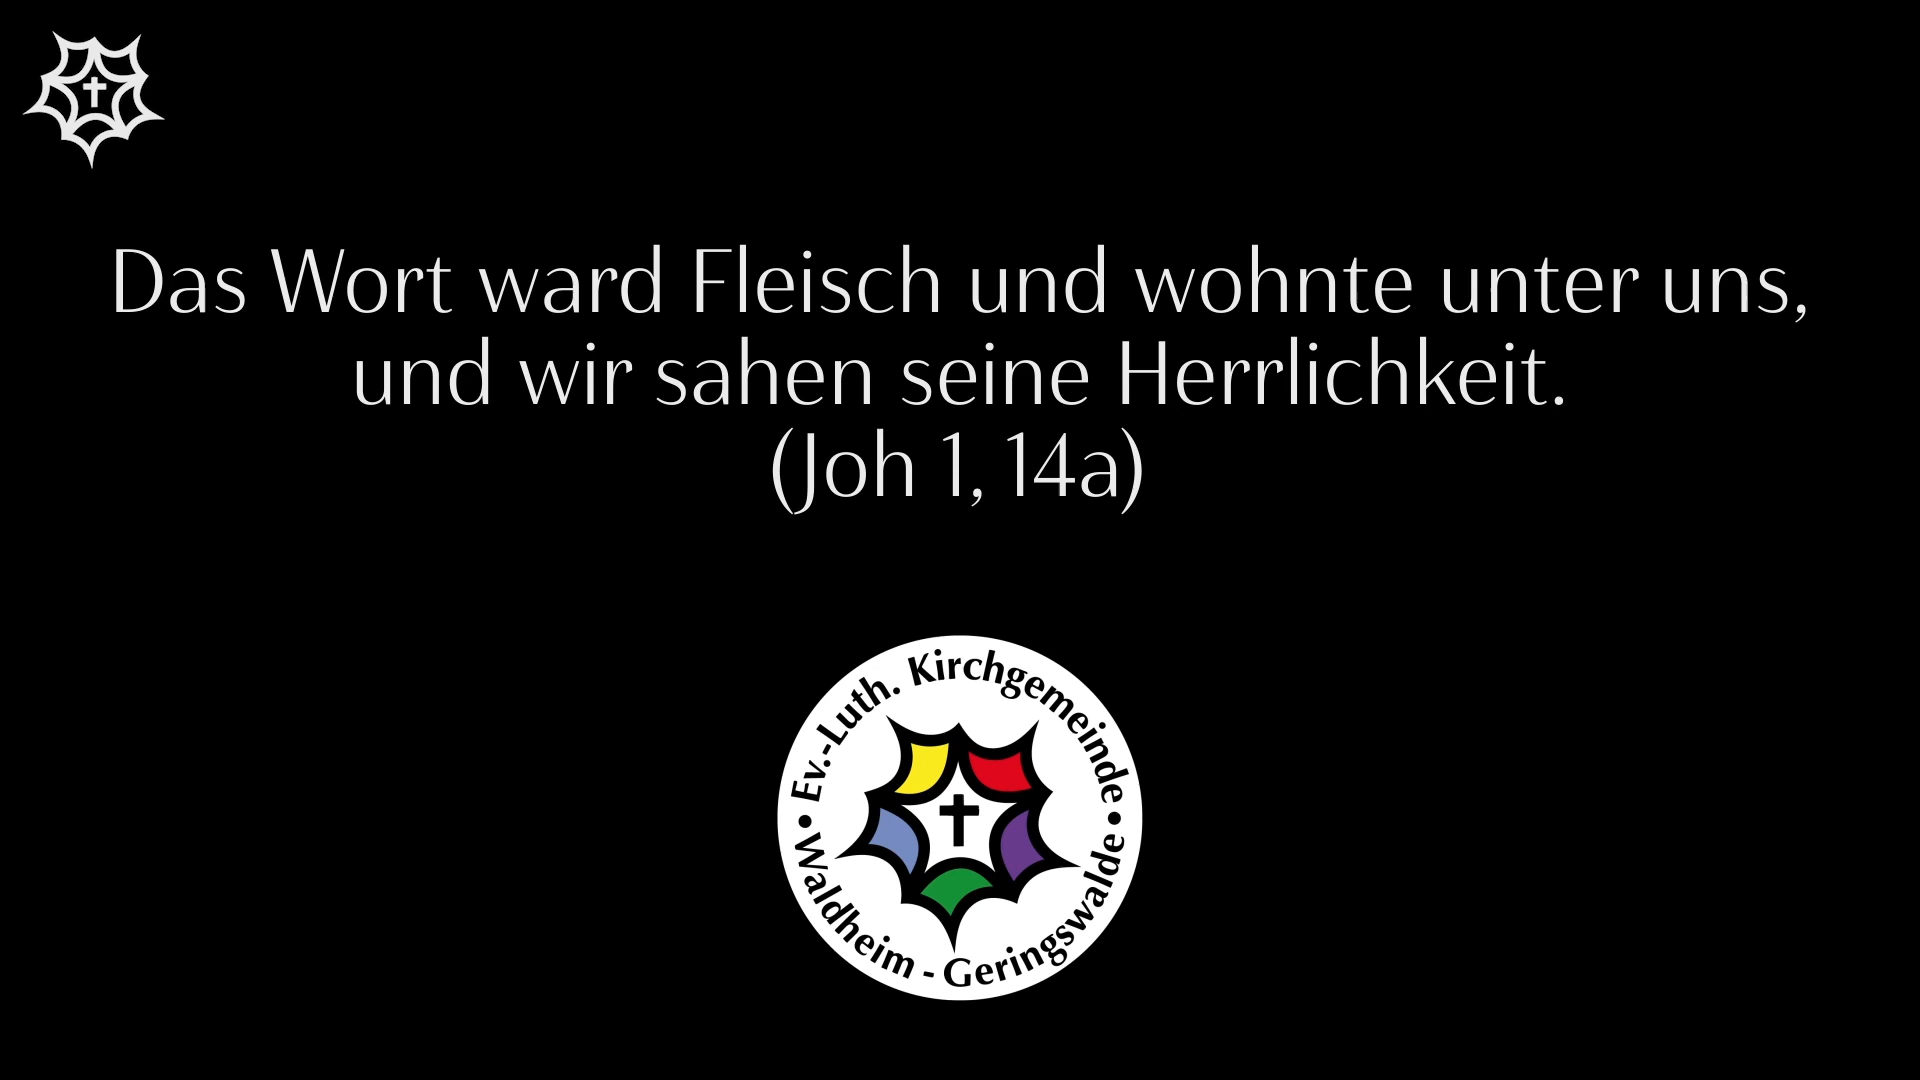 Das Wort ward Fleisch und wohnte unter uns,
und wir sahen seine Herrlichkeit.
(Joh 1, 14a)
Ev.-Luth. Kirchgemeinde
• Waldheim - Geringswalde •